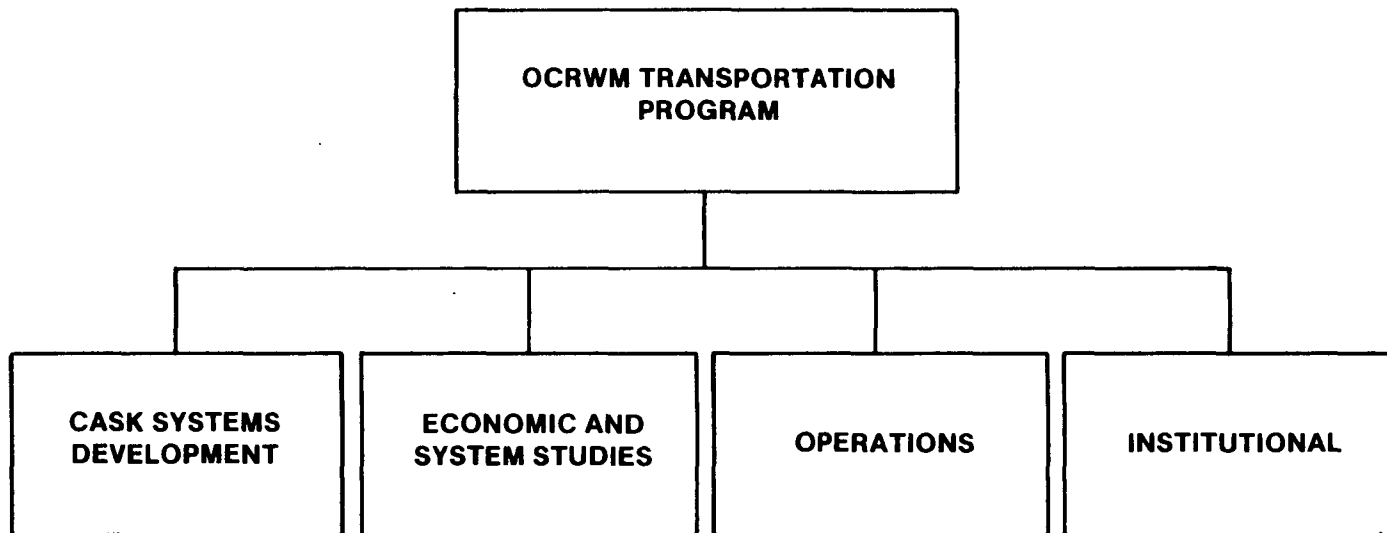 OCRWM TRANSPORTATION
PROGRAM
CASK SYSTEMS
DEVELOPMENT
ECONOMIC AND
SYSTEM STUDIES
OPERATIONS
INSTITUTIONAL